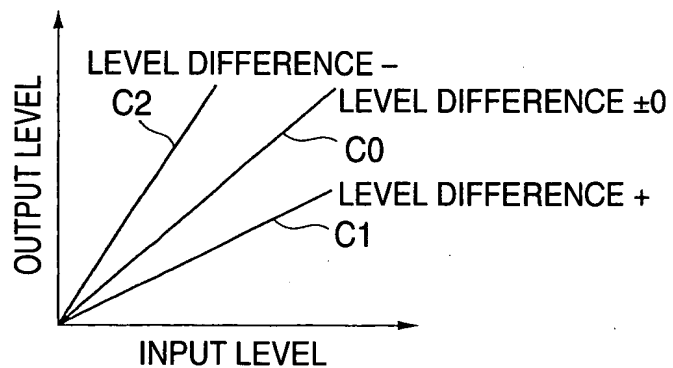 LEVEL DIFFERENCE –
C2
LEVEL DIFFERENCE ±0
C0
LEVEL DIFFERENCE +
C1
OUTPUT LEVEL
INPUT LEVEL